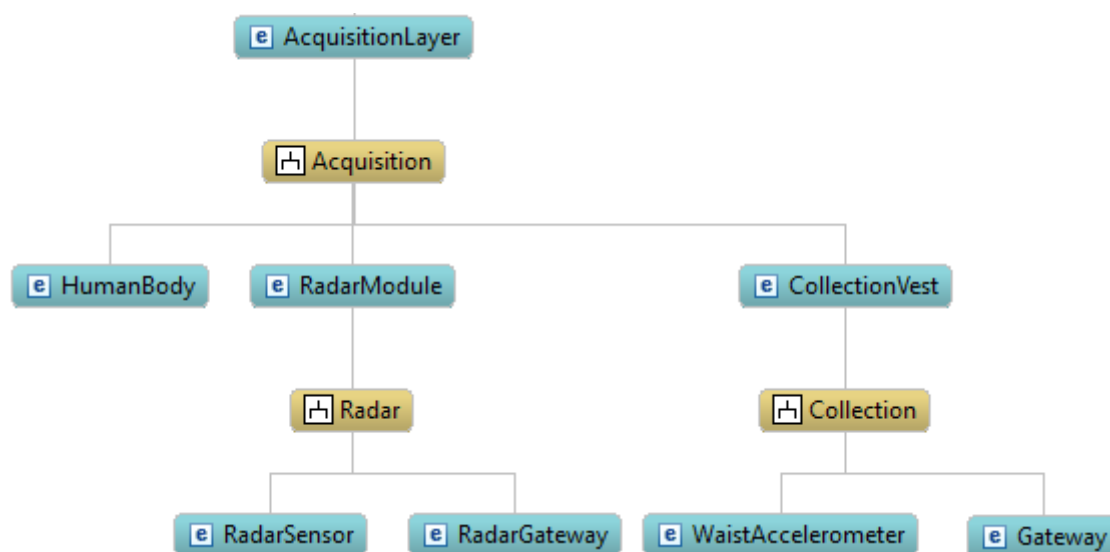 e AcquisitionLayer
Acquisition
e HumanBody
e RadarModule
e CollectionVest
Radar
Collection
e RadarSensor
e RadarGateway
e WaistAccelerometer
e Gateway